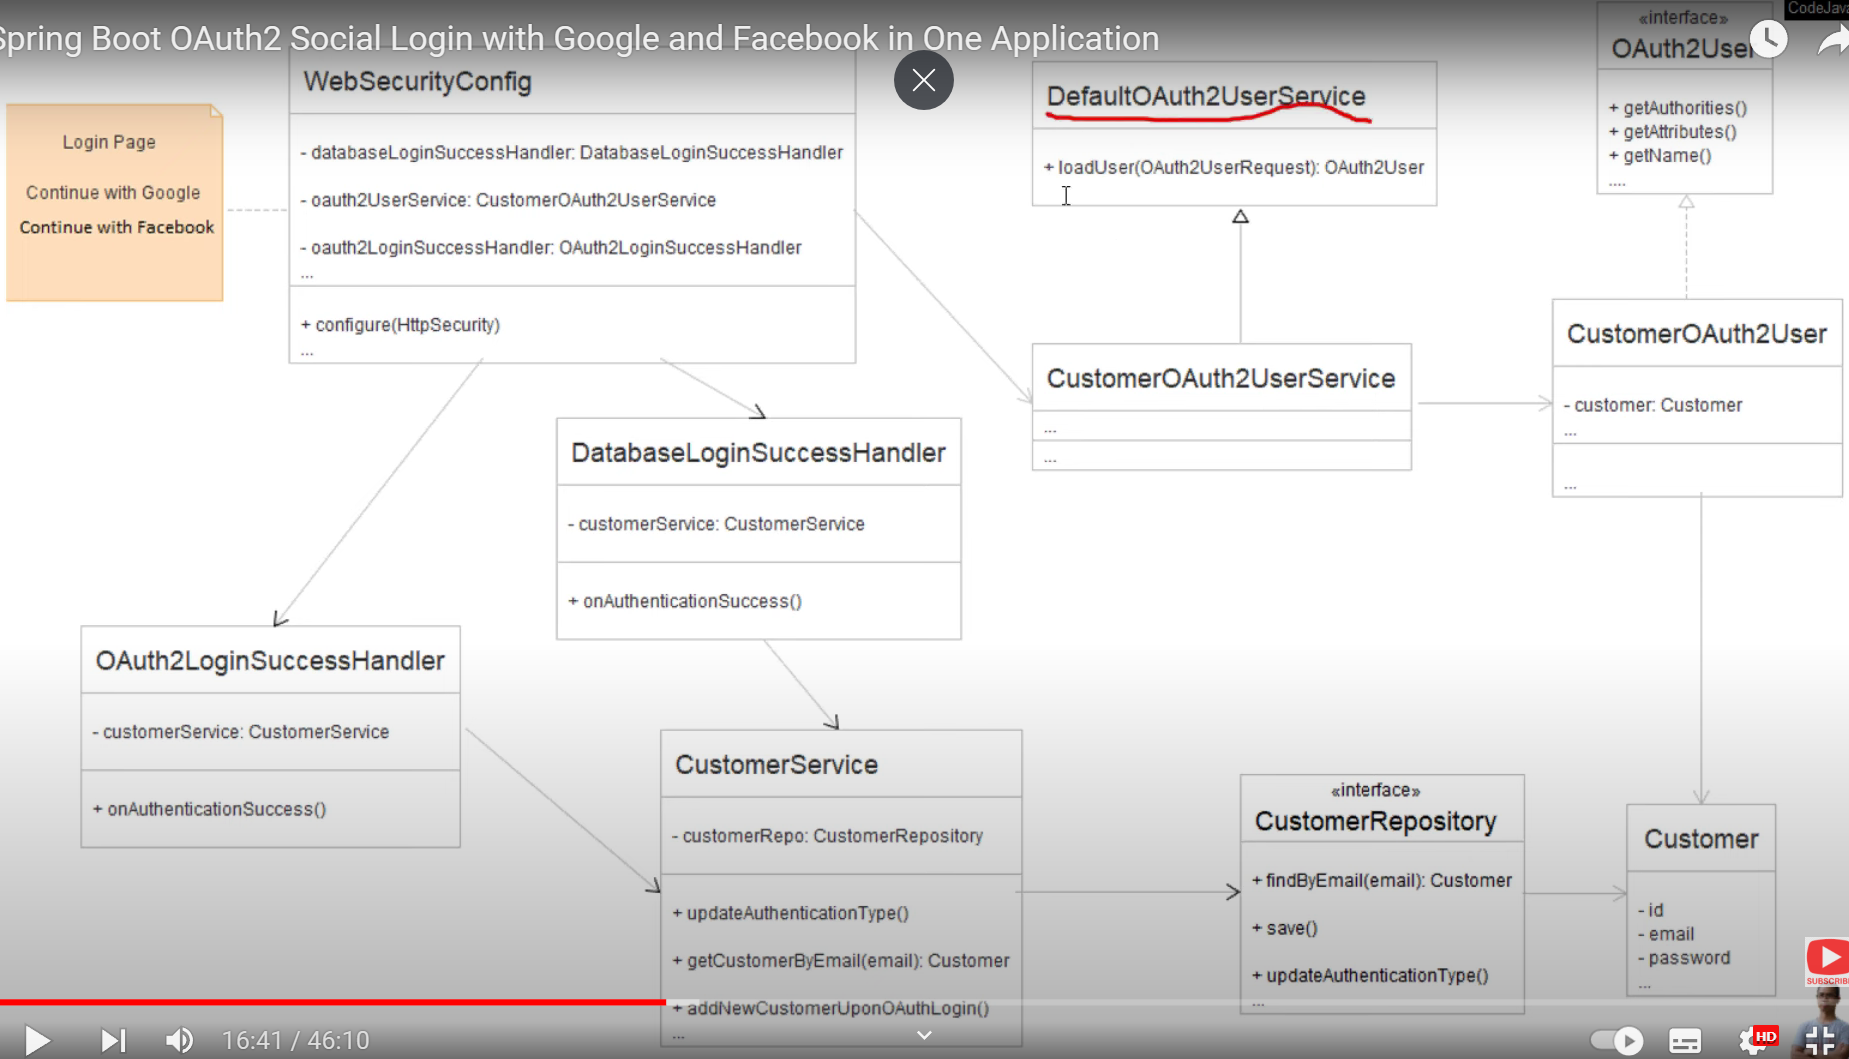 Spring Boot OAuth2 Social Login with Google and Facebook in One Application
CodeJava
Login Page
Continue with Google
Continue with Facebook
WebSecurityConfig
- databaseLoginSuccessHandler: DatabaseLoginSuccessHandler
- oauth2UserService: CustomerOAuth2UserService
- oauth2LoginSuccessHandler: OAuth2LoginSuccessHandler
...
+ configure(HttpSecurity)
...
DefaultOAuth2UserService
+ loadUser(OAuth2UserRequest): OAuth2User
«interface»
OAuth2User
+ getAuthorities()
+ getAttributes()
+ getName()
....
CustomerOAuth2UserService
...
...
CustomerOAuth2User
- customer: Customer
...
...
DatabaseLoginSuccessHandler
- customerService: CustomerService
+ onAuthenticationSuccess()
OAuth2LoginSuccessHandler
- customerService: CustomerService
+ onAuthenticationSuccess()
CustomerService
- customerRepo: CustomerRepository
+ updateAuthenticationType()
+ getCustomerByEmail(email): Customer
+ addNewCustomerUponOAuthLogin()
...
«interface»
CustomerRepository
+ findByEmail(email): Customer
+ save()
+ updateAuthenticationType()
...
Customer
- id
- email
- password
...
SUBSCRIBE
16:41 / 46:10
HD